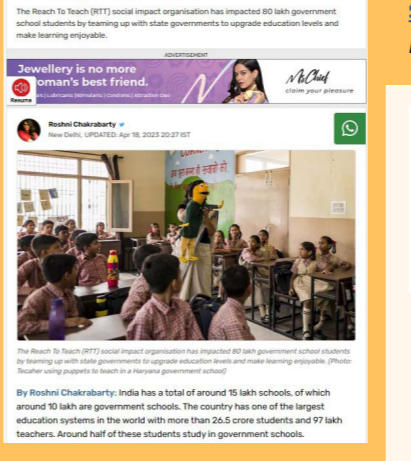 The Reach To Teach (RTT) social impact organisation has impacted 80 lakh government
school students by teaming up with state governments to upgrade education levels and
make learning enjoyable.
ADVERTISEMENT
Jewellery is no more
oman's best friend.
Resume
claim your pleasure
Roshni Chakrabarty
New Delhi, UPDATED: Apr 18, 2023 20:27 IST
The Reach To Teach (RTT) social impact organisation has impacted 80 lakh government school students
by teaming up with state governments to upgrade education levels and make learning enjoyable. (Photo:
Tecaher using puppets to teach in a Haryana government school)
By Roshni Chakrabarty: India has a total of around 15 lakh schools, of which
around 10 lakh are government schools. The country has one of the largest
education systems in the world with more than 26.5 crore students and 97 lakh
teachers. Around half of these students study in government schools.